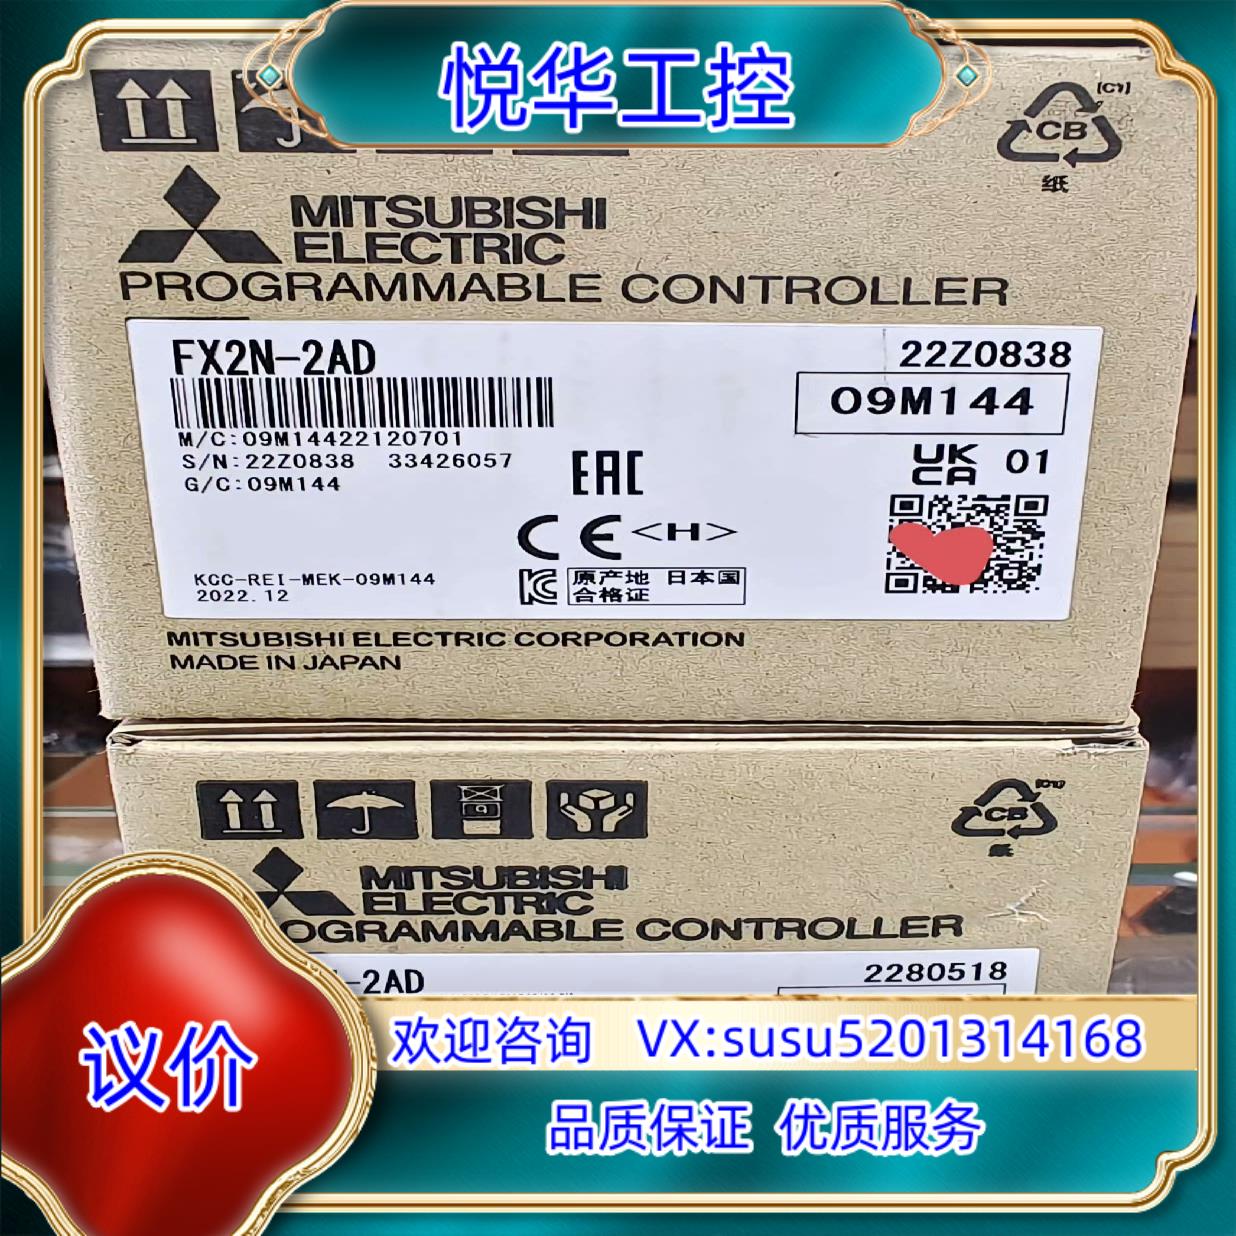 悦华工控
[C1]
CB
纸
MITSUBISHI
ELECTRIC
PROGRAMMABLE CONTROLLER
FX2N-2AD
22Z0838
09M144
M/C:09M14422120701
S/N:22Z0838 33426057
G/C:09M144
EAC
UK
CA
01
CE
<H>
KCC-REI-MEK-09M144
2022.12
原产地 日本国
合格证
MITSUBISHI ELECTRIC CORPORATION
MADE IN JAPAN
CB
纸
MITSUBISHI
ELECTRIC
OGRAMMABLE CONTROLLER
-2AD
2280518
议价
欢迎咨询 VX:susu5201314168
品质保证 优质服务